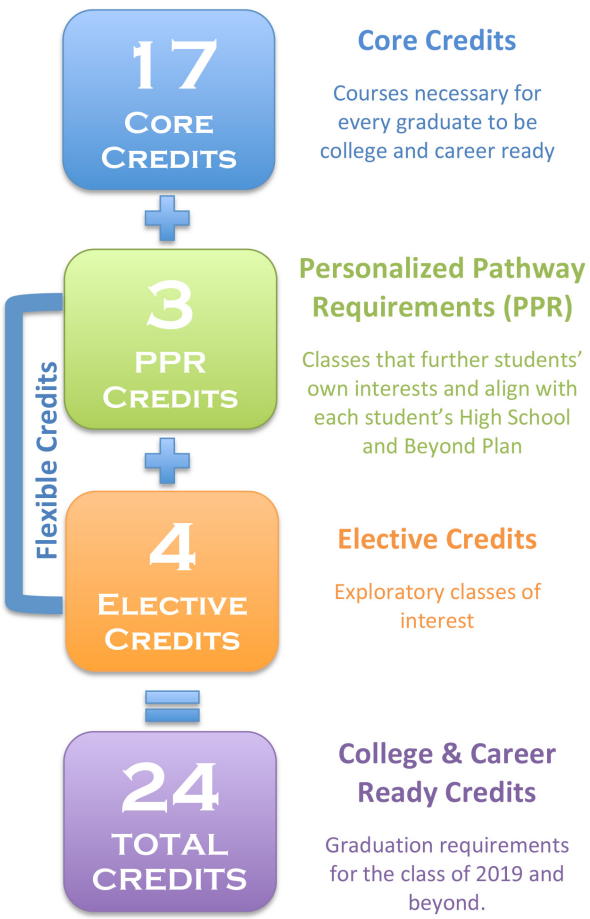 17
CORE
CREDITS
Core Credits
Courses necessary for
every graduate to be
college and career ready
+
3
PPR
CREDITS
Personalized Pathway
Requirements (PPR)
Classes that further students’
own interests and align with
each student’s High School
and Beyond Plan
Flexible Credits
+
4
ELECTIVE
CREDITS
Elective Credits
Exploratory classes of
interest
=
24
TOTAL
CREDITS
College & Career
Ready Credits
Graduation requirements
for the class of 2019 and
beyond.